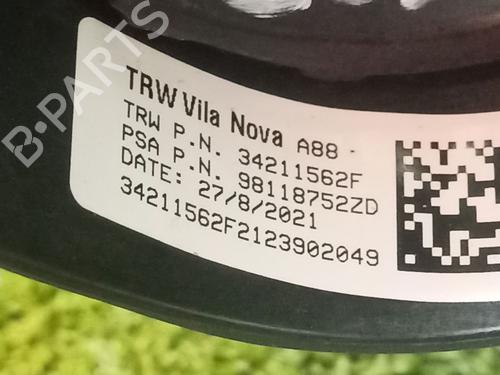 B-PARTS
TRW Vila Nova A88 -
TRW P.N. 34211562F
PSA P.N. 98118752ZD
DATE: 27/8/2021
34211562F2123902049